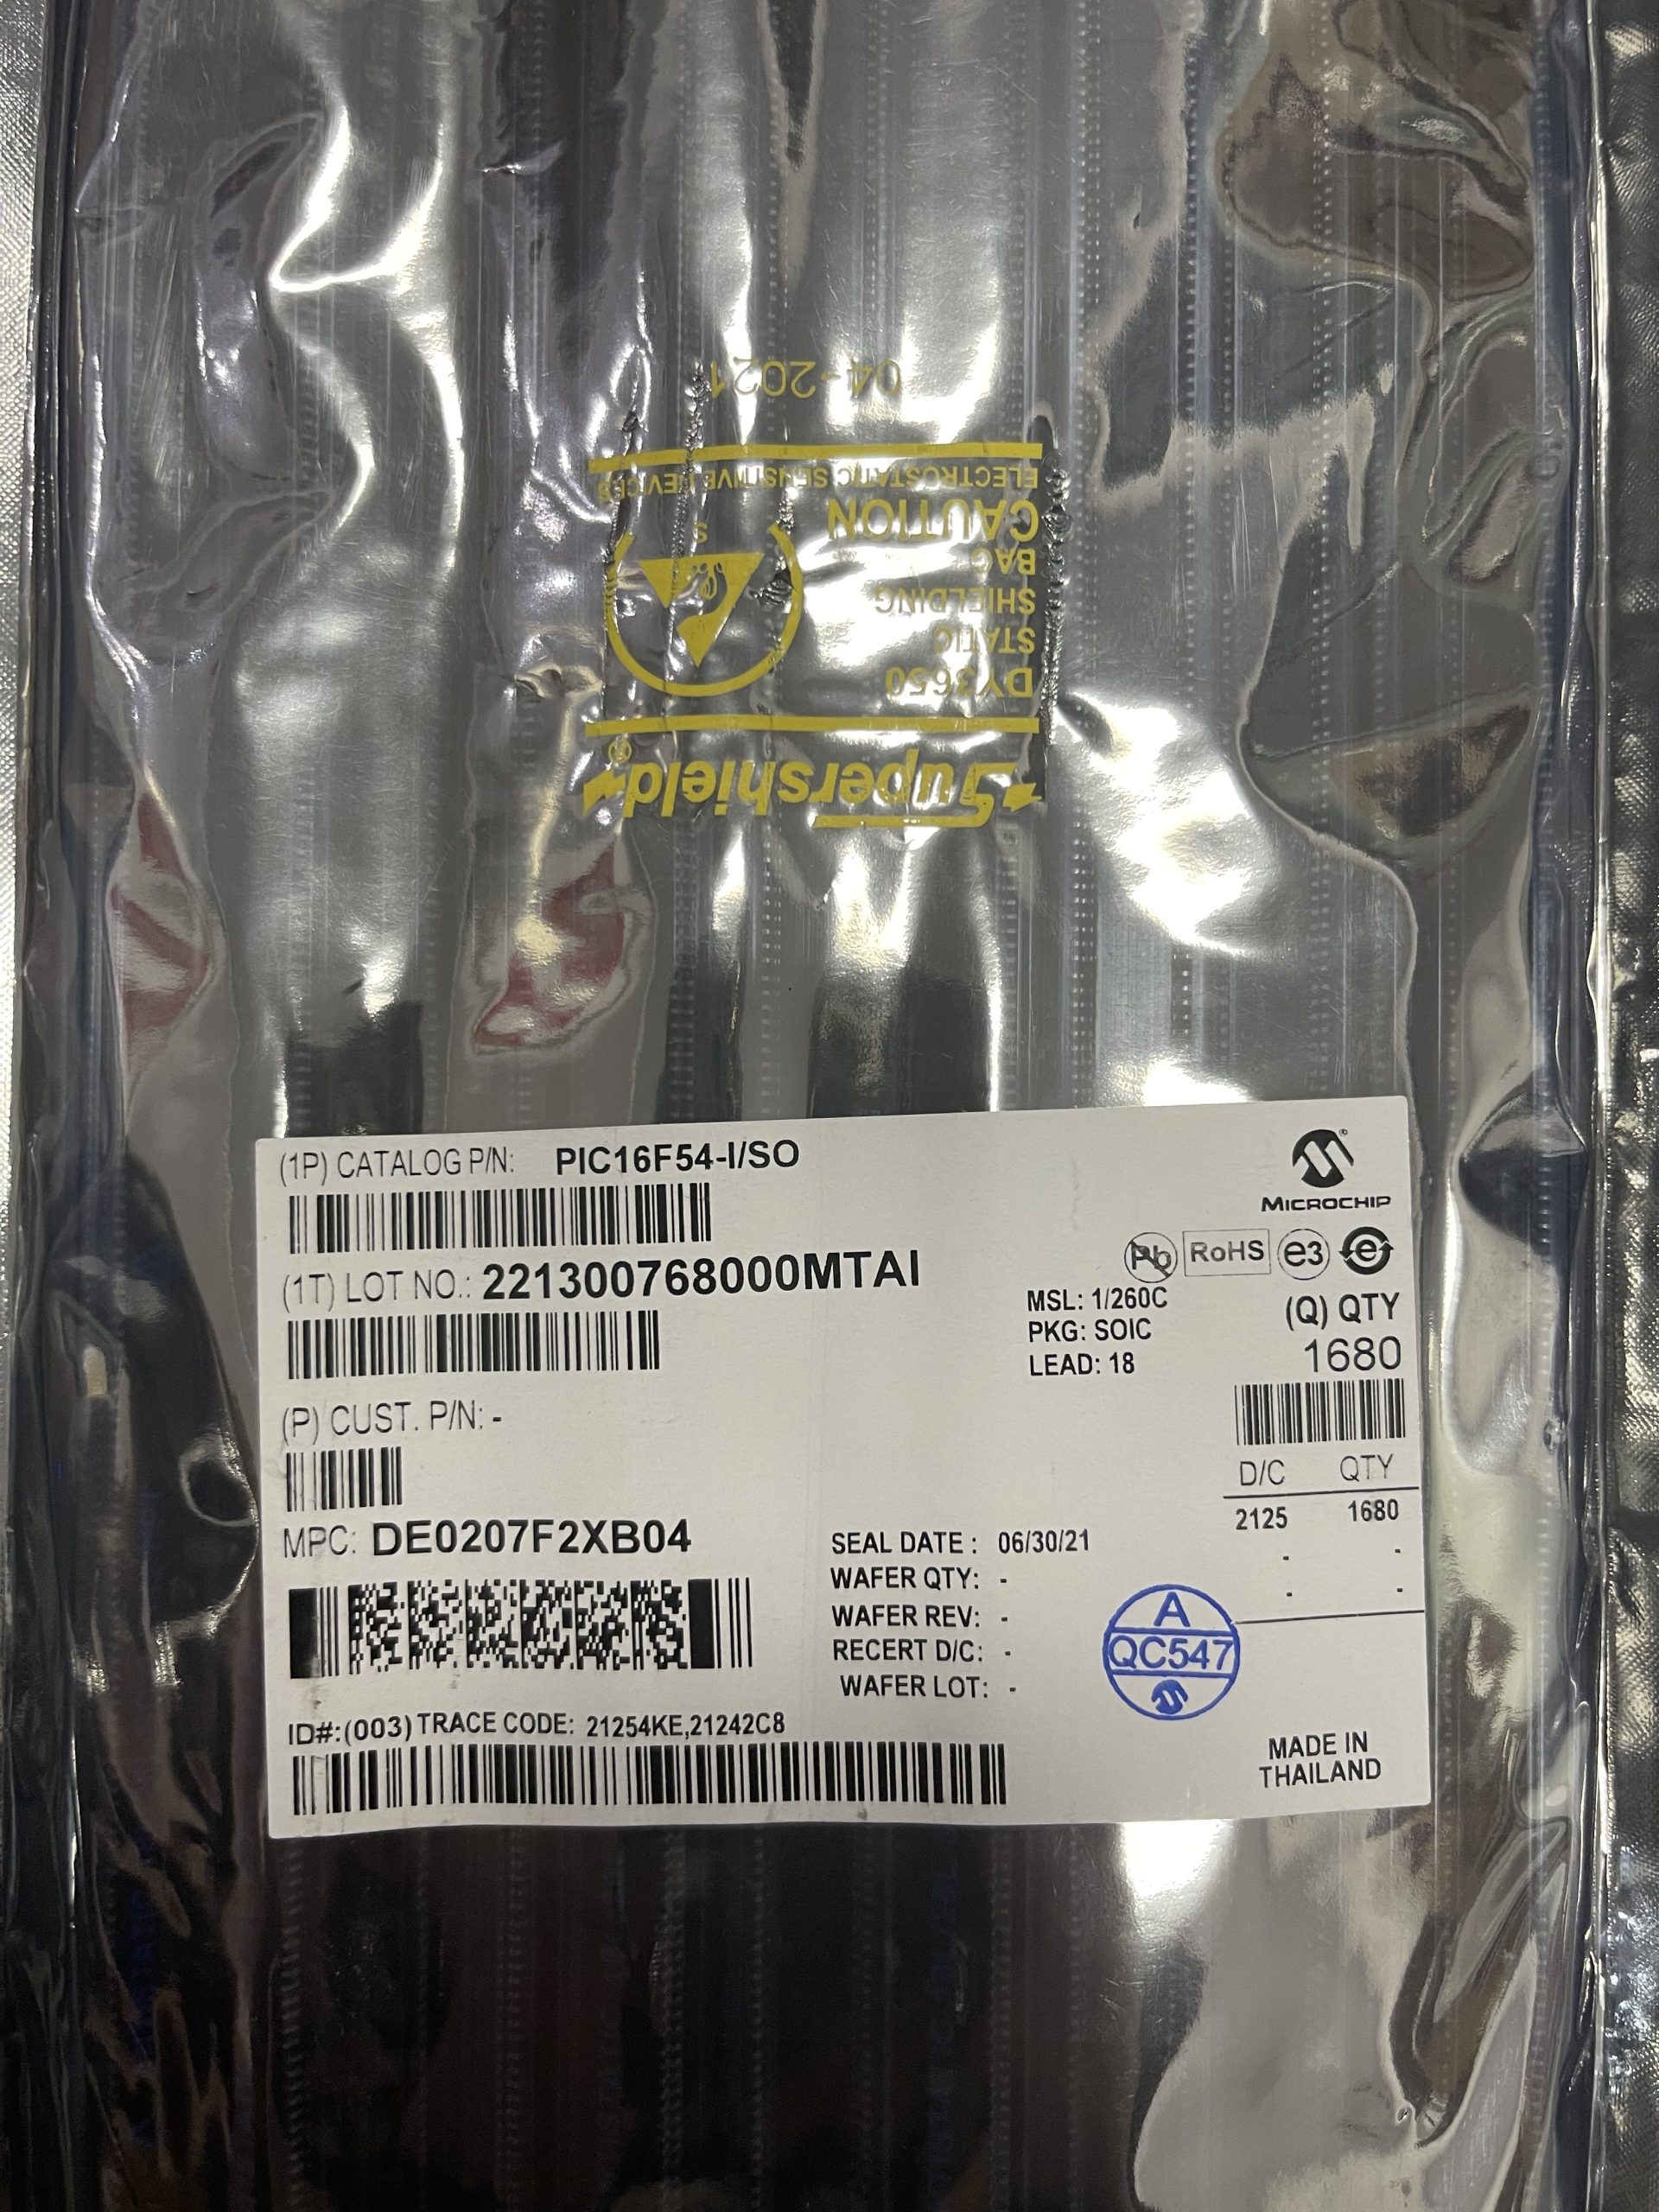 04-2021
ELECTROSTATIC SENSITIVE DEVICES
CAUTION
BAG
SHIELDING
STATIC
DY3650
Supershield®
(1P) CATALOG P/N: PIC16F54-I/SO
MICROCHIP
(1T) LOT NO.: 221300768000MTAI
Pb RoHS e3 e
MSL: 1/260C
PKG: SOIC
LEAD: 18
(Q) QTY
1680
(P) CUST. P/N: -
D/C QTY
2125 1680
- -
- -
MPC: DE0207F2XB04
SEAL DATE : 06/30/21
WAFER QTY: -
WAFER REV: -
RECERT D/C: -
WAFER LOT: -
A
QC547
ID#:(003) TRACE CODE: 21254KE,21242C8
MADE IN
THAILAND